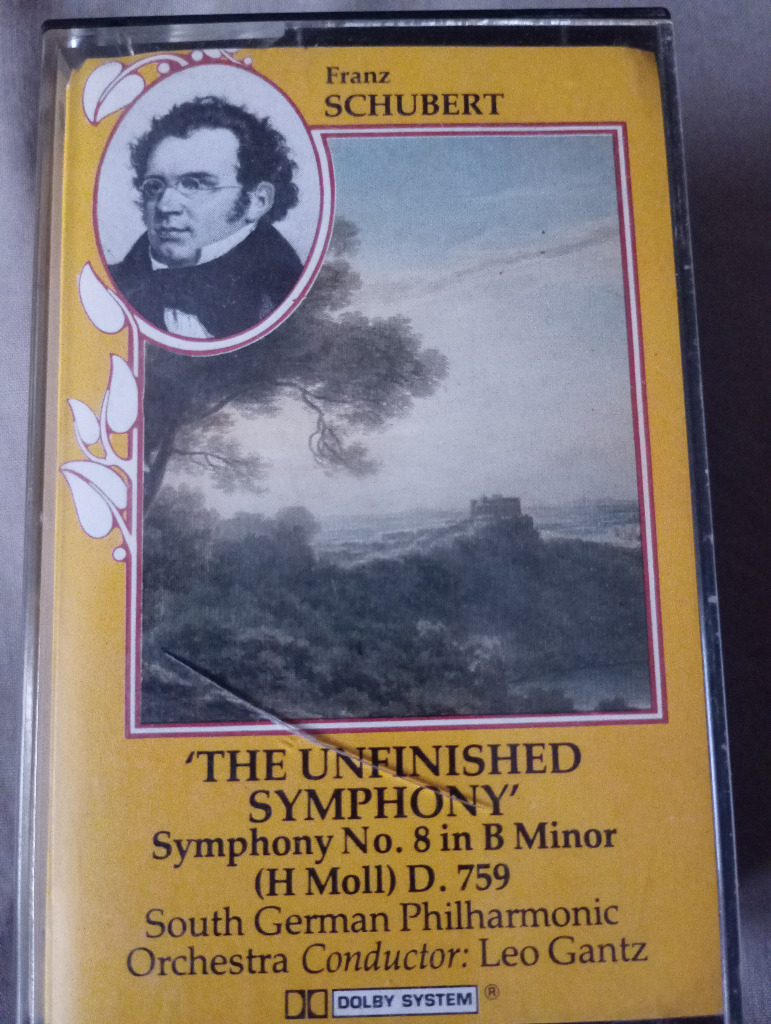 Franz
SCHUBERT
'THE UNFINISHED
SYMPHONY'
Symphony No. 8 in B Minor
(H Moll) D. 759
South German Philharmonic
Orchestra Conductor: Leo Gantz
DOLBY SYSTEM ®